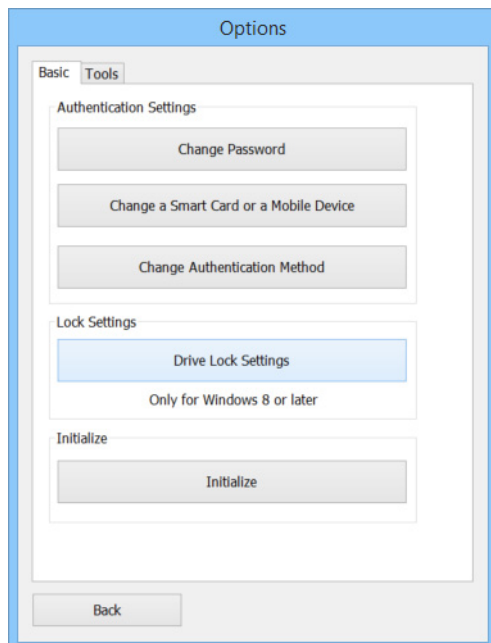 Options
Basic Tools
Authentication Settings
Change Password
Change a Smart Card or a Mobile Device
Change Authentication Method
Lock Settings
Drive Lock Settings
Only for Windows 8 or later
Initialize
Initialize
Back